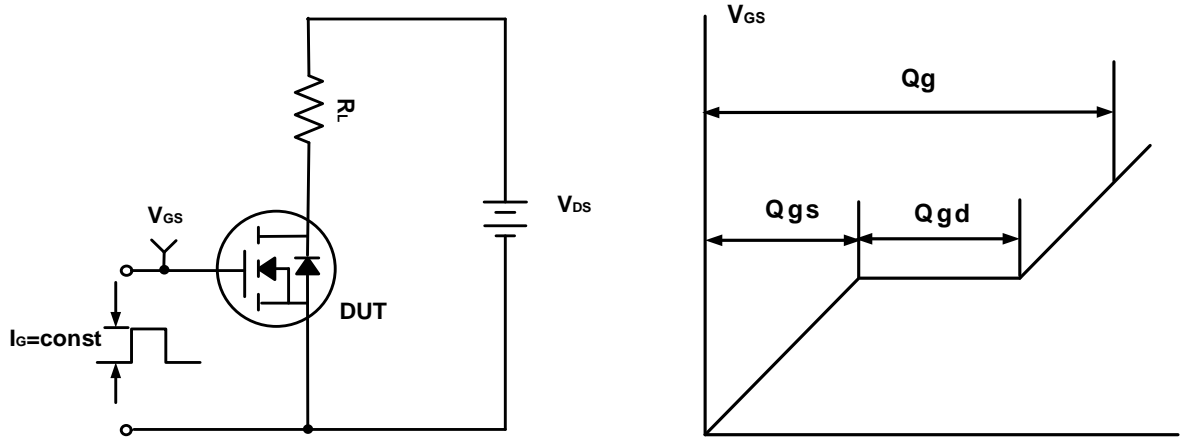 RL
VDS
VGS
DUT
IG=const
VGS
Qg
Qgs
Qgd